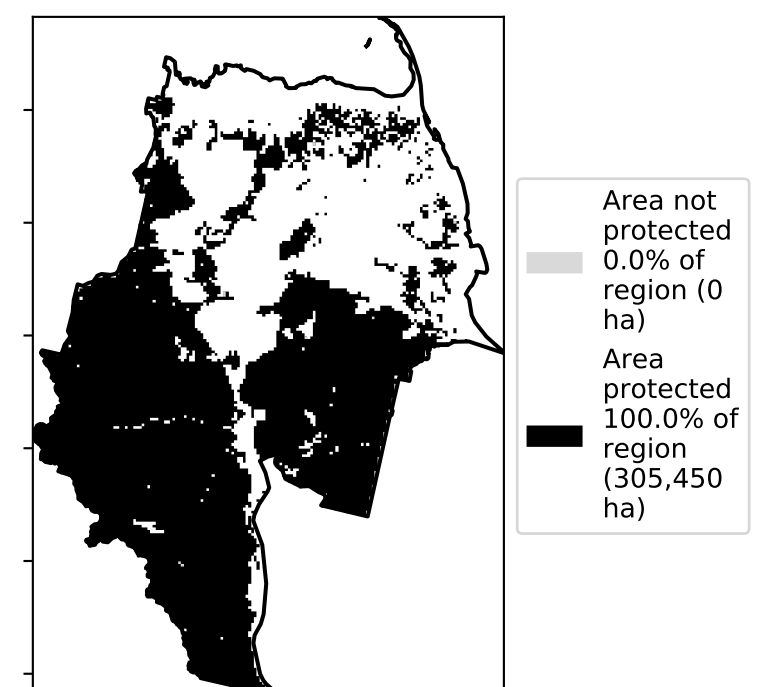 Area not
protected
0.0% of
region (0
ha)
Area
protected
100.0% of
region
(305,450
ha)